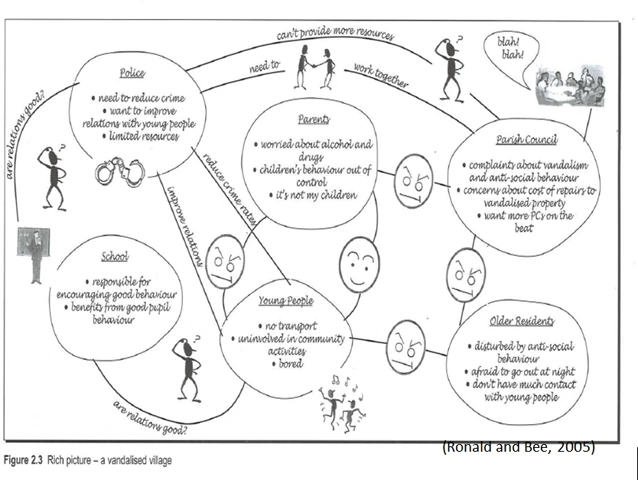 can't provide more resources
blah!
blah!
need to
work together
are relations good?
Police
• need to reduce crime
• want to improve
relations with young people
• limited resources
Parents
• worried about alcohol and
drugs
• children's behaviour out of
control
• it's not my children
Parish Council
• complaints about vandalism
and anti-social behaviour
• concerns about cost of repairs to
vandalised property
• want more PCs on the
beat
reduce crime rates
improve relations
School
• responsible for
encouraging good behaviour
• benefits from good pupil
behaviour
Young People
• no transport
• uninvolved in community
activities
• bored
Older Residents
• disturbed by anti-social
behaviour
• afraid to go out at night
• don't have much contact
with young people
are relations good?
?
?
?
(Ronald and Bee, 2005)
Figure 2.3 Rich picture – a vandalised village